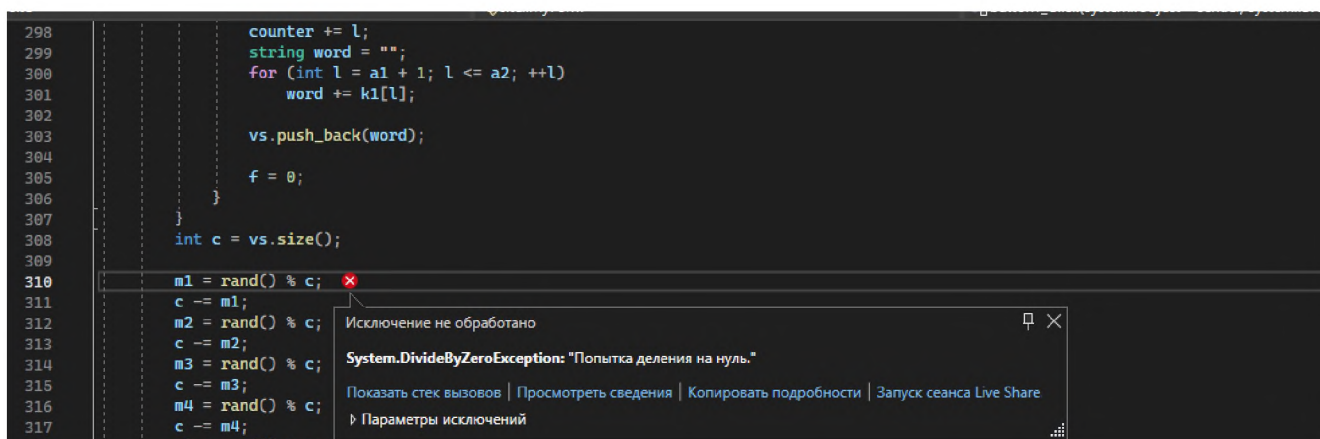 298 counter += l;
299 string word = "";
300 for (int l = a1 + 1; l <= a2; ++l)
301 word += k1[l];
302
303 vs.push_back(word);
304
305 f = 0;
306 }
307 }
308 int c = vs.size();
309
310 m1 = rand() % c;
311 c -= m1;
312 m2 = rand() % c;
313 c -= m2;
314 m3 = rand() % c;
315 c -= m3;
316 m4 = rand() % c;
317 c -= m4;
Исключение не обработано
System.DivideByZeroException: "Попытка деления на нуль."
Показать стек вызовов | Просмотреть сведения | Копировать подробности | Запуск сеанса Live Share
Параметры исключений